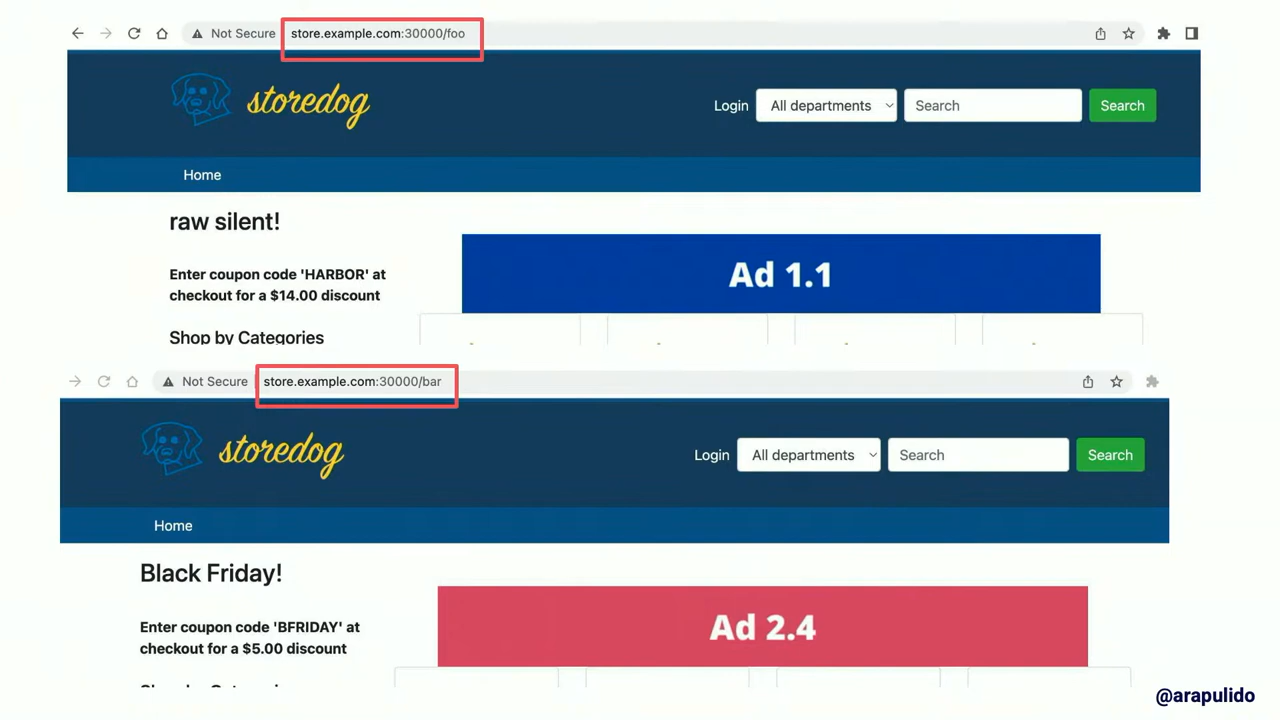 Not Secure store.example.com:30000/foo
storedog
Login All departments Search Search
Home
raw silent!
Enter coupon code 'HARBOR' at
checkout for a $14.00 discount
Ad 1.1
Shop by Categories
Not Secure store.example.com:30000/bar
storedog
Login All departments Search Search
Home
Black Friday!
Enter coupon code 'BFRIDAY' at
checkout for a $5.00 discount
Ad 2.4
@arapulido